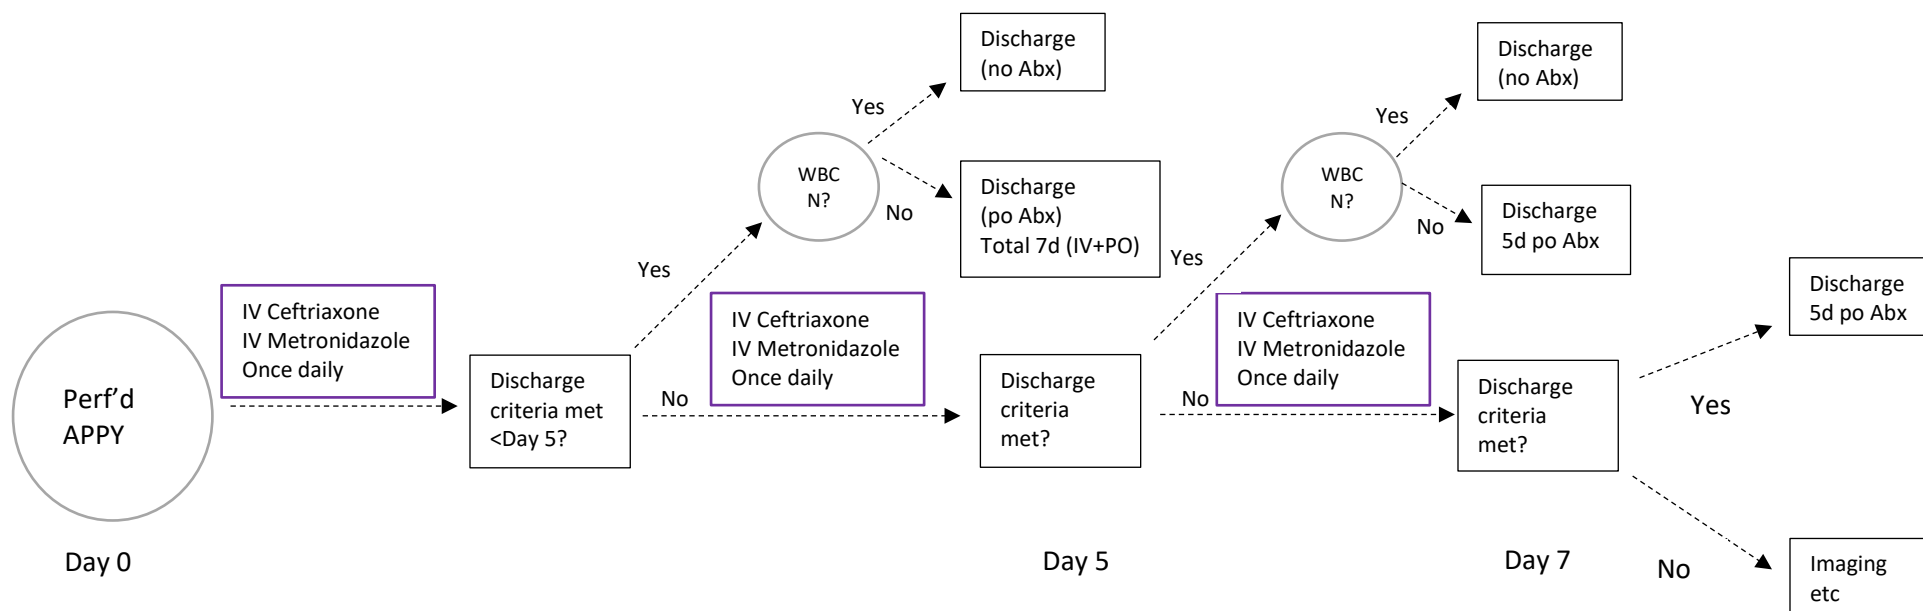 Perf’d
APPY
Day 0
IV Ceftriaxone
IV Metronidazole
Once daily
Discharge
criteria met
<Day 5?
Yes
No
WBC
N?
Yes
No
Discharge
(no Abx)
Discharge
(po Abx)
Total 7d (IV+PO)
IV Ceftriaxone
IV Metronidazole
Once daily
Discharge
criteria
met?
Day 5
Yes
No
WBC
N?
Yes
No
Discharge
(no Abx)
Discharge
5d po Abx
IV Ceftriaxone
IV Metronidazole
Once daily
Discharge
criteria
met?
Day 7
Yes
No
Discharge
5d po Abx
Imaging
etc